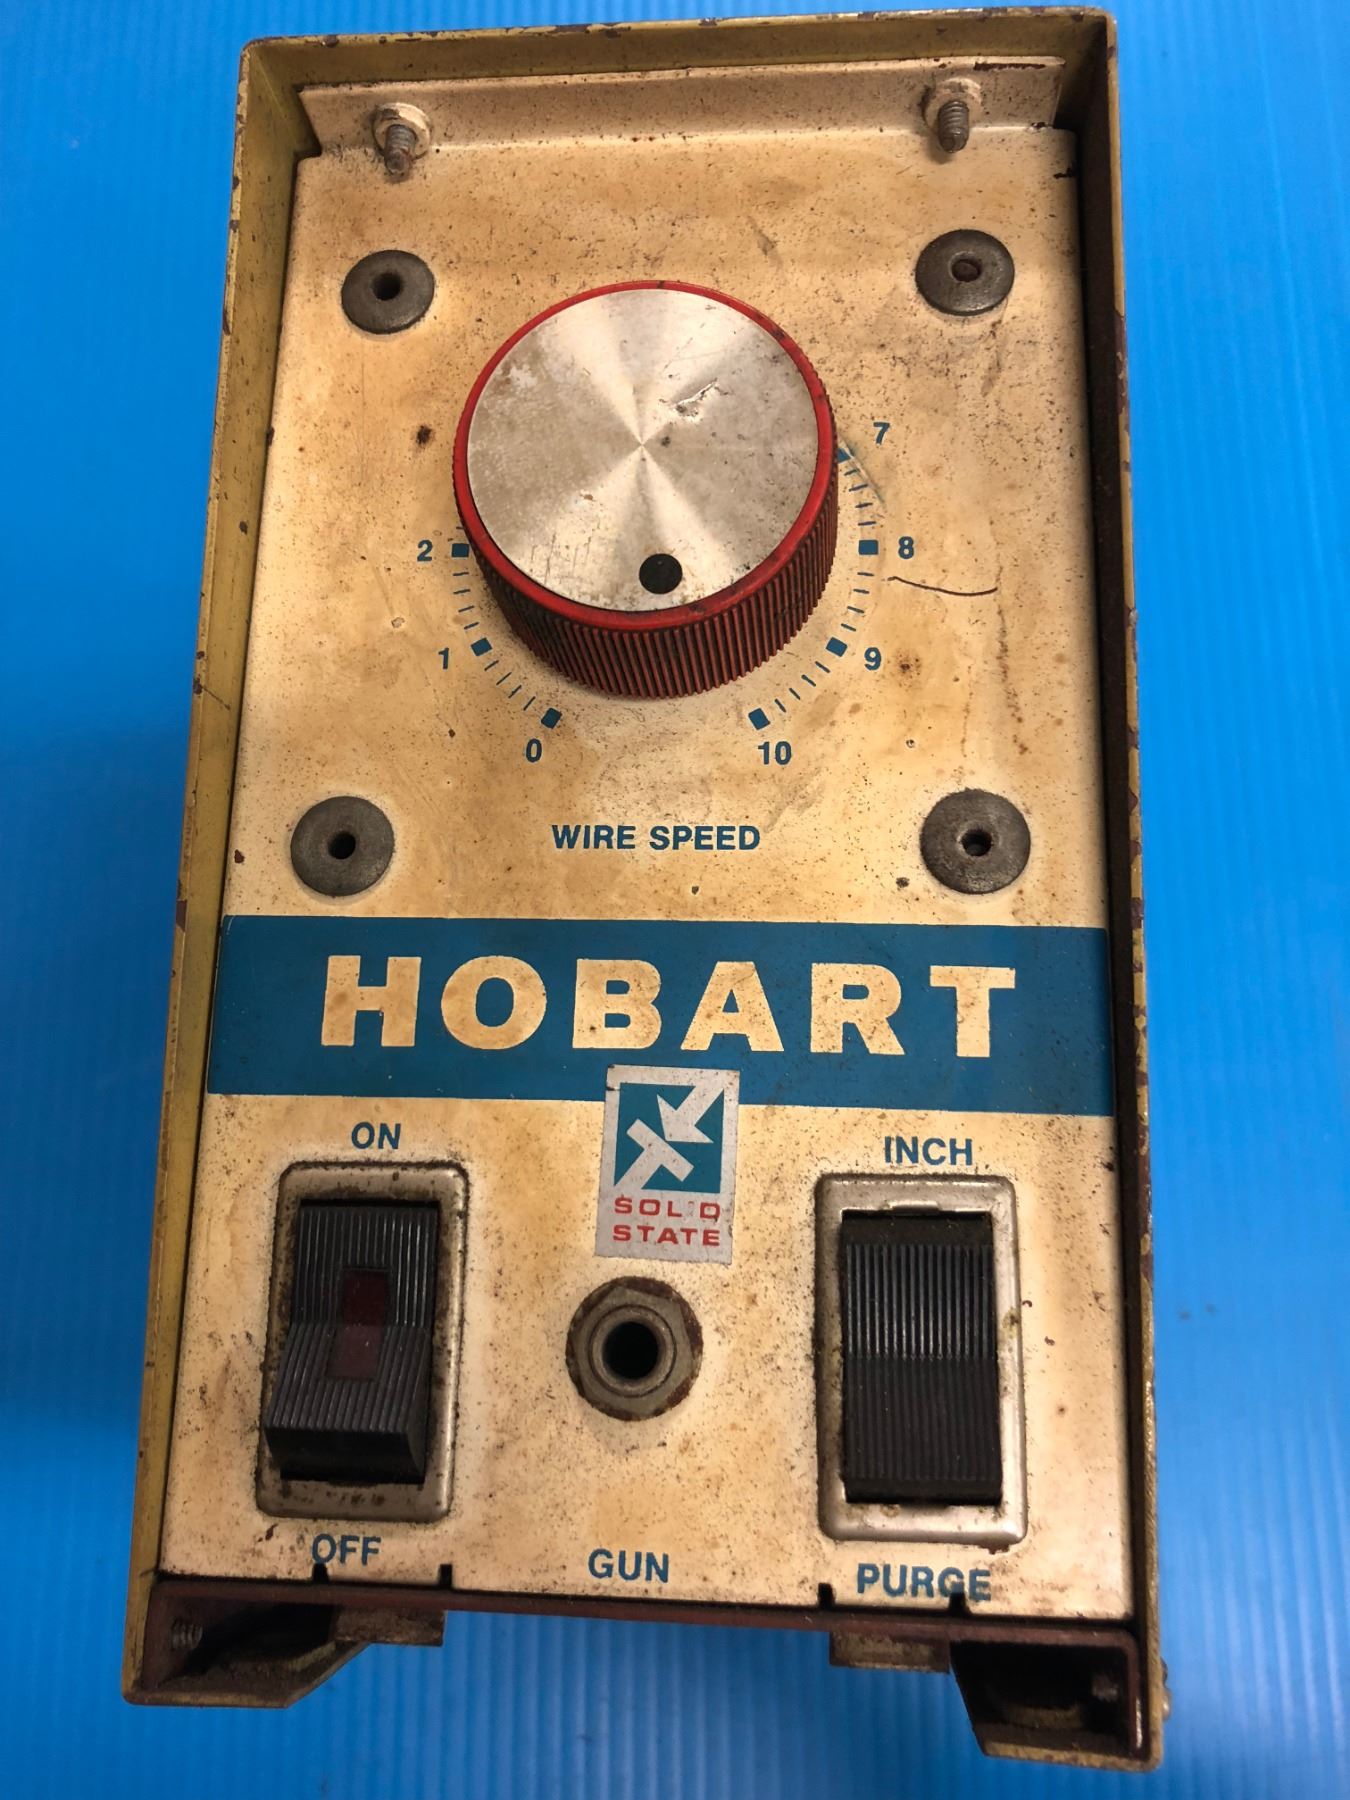 7
2
8
1
9
0
10
WIRE SPEED
HOBART
ON
INCH
SOLID
STATE
OFF
GUN
PURGE